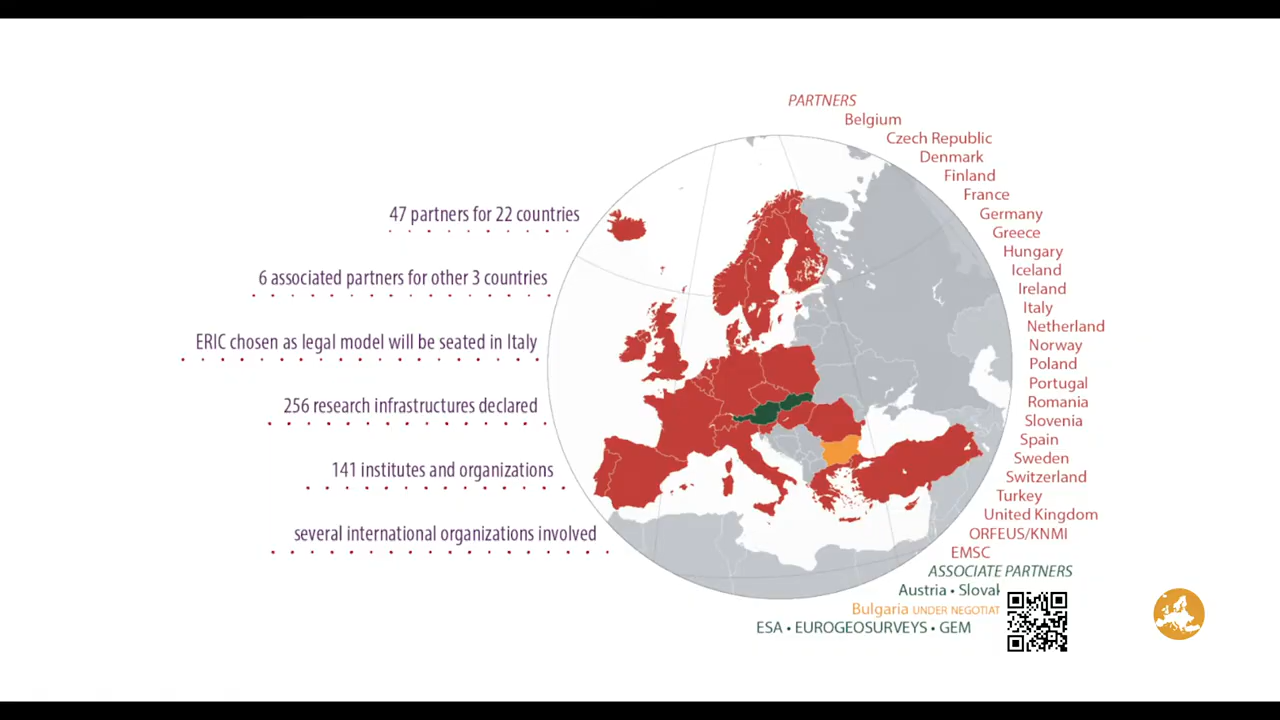 47 partners for 22 countries
6 associated partners for other 3 countries
ERIC chosen as legal model will be seated in Italy
256 research infrastructures declared
141 institutes and organizations
several international organizations involved
PARTNERS
Belgium
Czech Republic
Denmark
Finland
France
Germany
Greece
Hungary
Iceland
Ireland
Italy
Netherland
Norway
Poland
Portugal
Romania
Slovenia
Spain
Sweden
Switzerland
Turkey
United Kingdom
ORFEUS/KNMI
EMSC
ASSOCIATE PARTNERS
Austria • Slovak
Bulgaria UNDER NEGOTIAT
ESA • EUROGEOSURVEYS • GEM